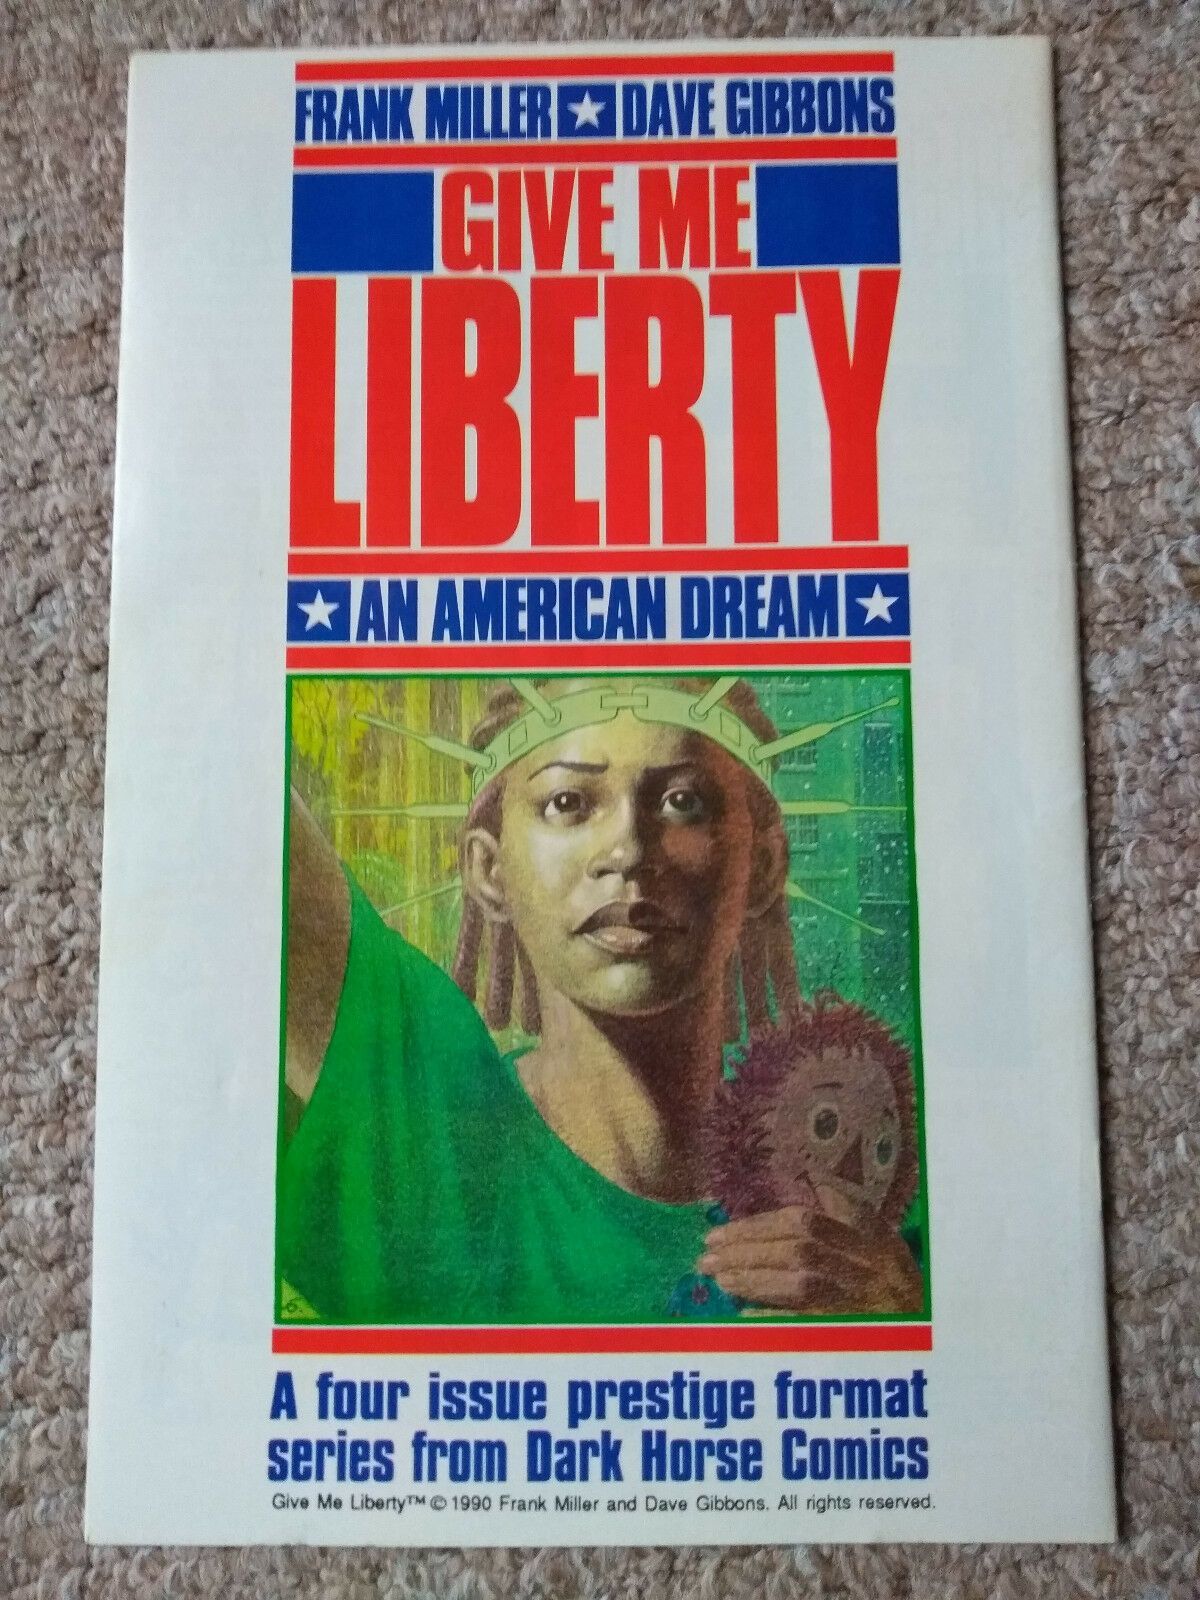 FRANK MILLER ★ DAVE GIBBONS
GIVE ME
LIBERTY
★ AN AMERICAN DREAM ★
G.
A four issue prestige format
series from Dark Horse Comics
Give Me Liberty™ © 1990 Frank Miller and Dave Gibbons. All rights reserved.